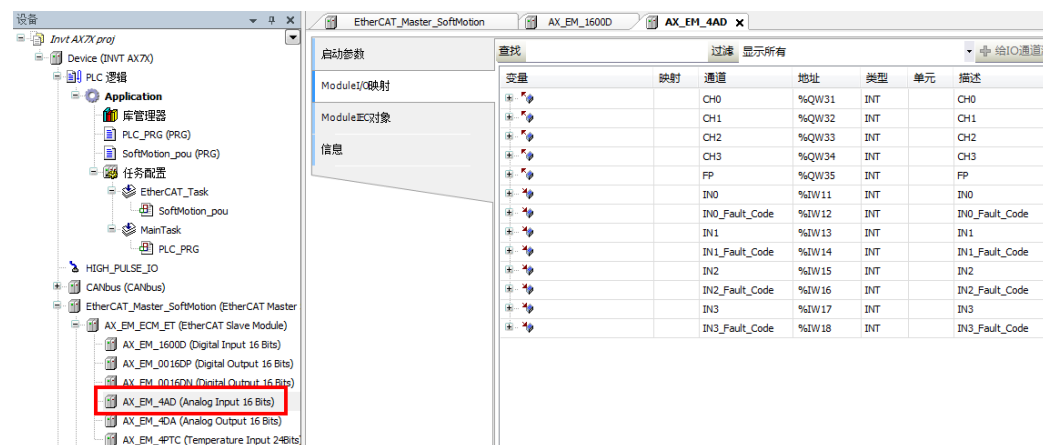 设备
Invt AX7X proj
Device (INVT AX7X)
PLC 逻辑
Application
库管理器
PLC_PRG (PRG)
SoftMotion_pou (PRG)
任务配置
EtherCAT_Task
SoftMotion_pou
MainTask
PLC_PRG
HIGH_PULSE_IO
CANbus (CANbus)
EtherCAT_Master_SoftMotion (EtherCAT Master
AX_EM_ECM_ET (EtherCAT Slave Module)
AX_EM_1600D (Digital Input 16 Bits)
AX_EM_0016DP (Digital Output 16 Bits)
AX_EM_0016DN (Digital Output 16 Bits)
AX_EM_4AD (Analog Input 16 Bits)
AX_EM_4DA (Analog Output 16 Bits)
AX_EM_4PTC (Temperature Input 24Bits)
EtherCAT_Master_SoftMotion AX_EM_1600D AX_EM_4AD
启动参数
ModuleI/O映射
ModuleIEC对象
信息
查找 过滤 显示所有 给IO通道
变量 映射 通道 地址 类型 单元 描述
CH0 %QW31 INT CH0
CH1 %QW32 INT CH1
CH2 %QW33 INT CH2
CH3 %QW34 INT CH3
FP %QW35 INT FP
IN0 %IW11 INT IN0
IN0_Fault_Code %IW12 INT IN0_Fault_Code
IN1 %IW13 INT IN1
IN1_Fault_Code %IW14 INT IN1_Fault_Code
IN2 %IW15 INT IN2
IN2_Fault_Code %IW16 INT IN2_Fault_Code
IN3 %IW17 INT IN3
IN3_Fault_Code %IW18 INT IN3_Fault_Code